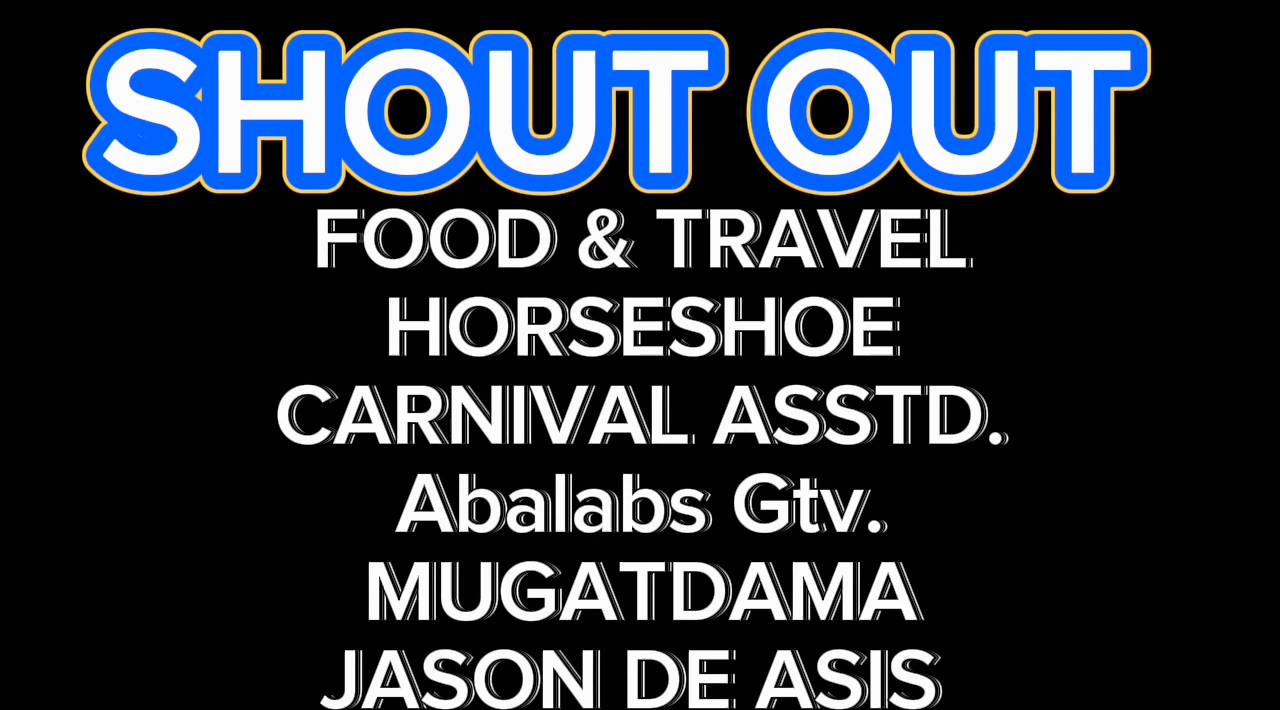 SHOUT OUT
FOOD & TRAVEL
HORSESHOE
CARNIVAL ASSTD.
Abalabs Gtv.
MUGATDAMA
JASON DE ASIS